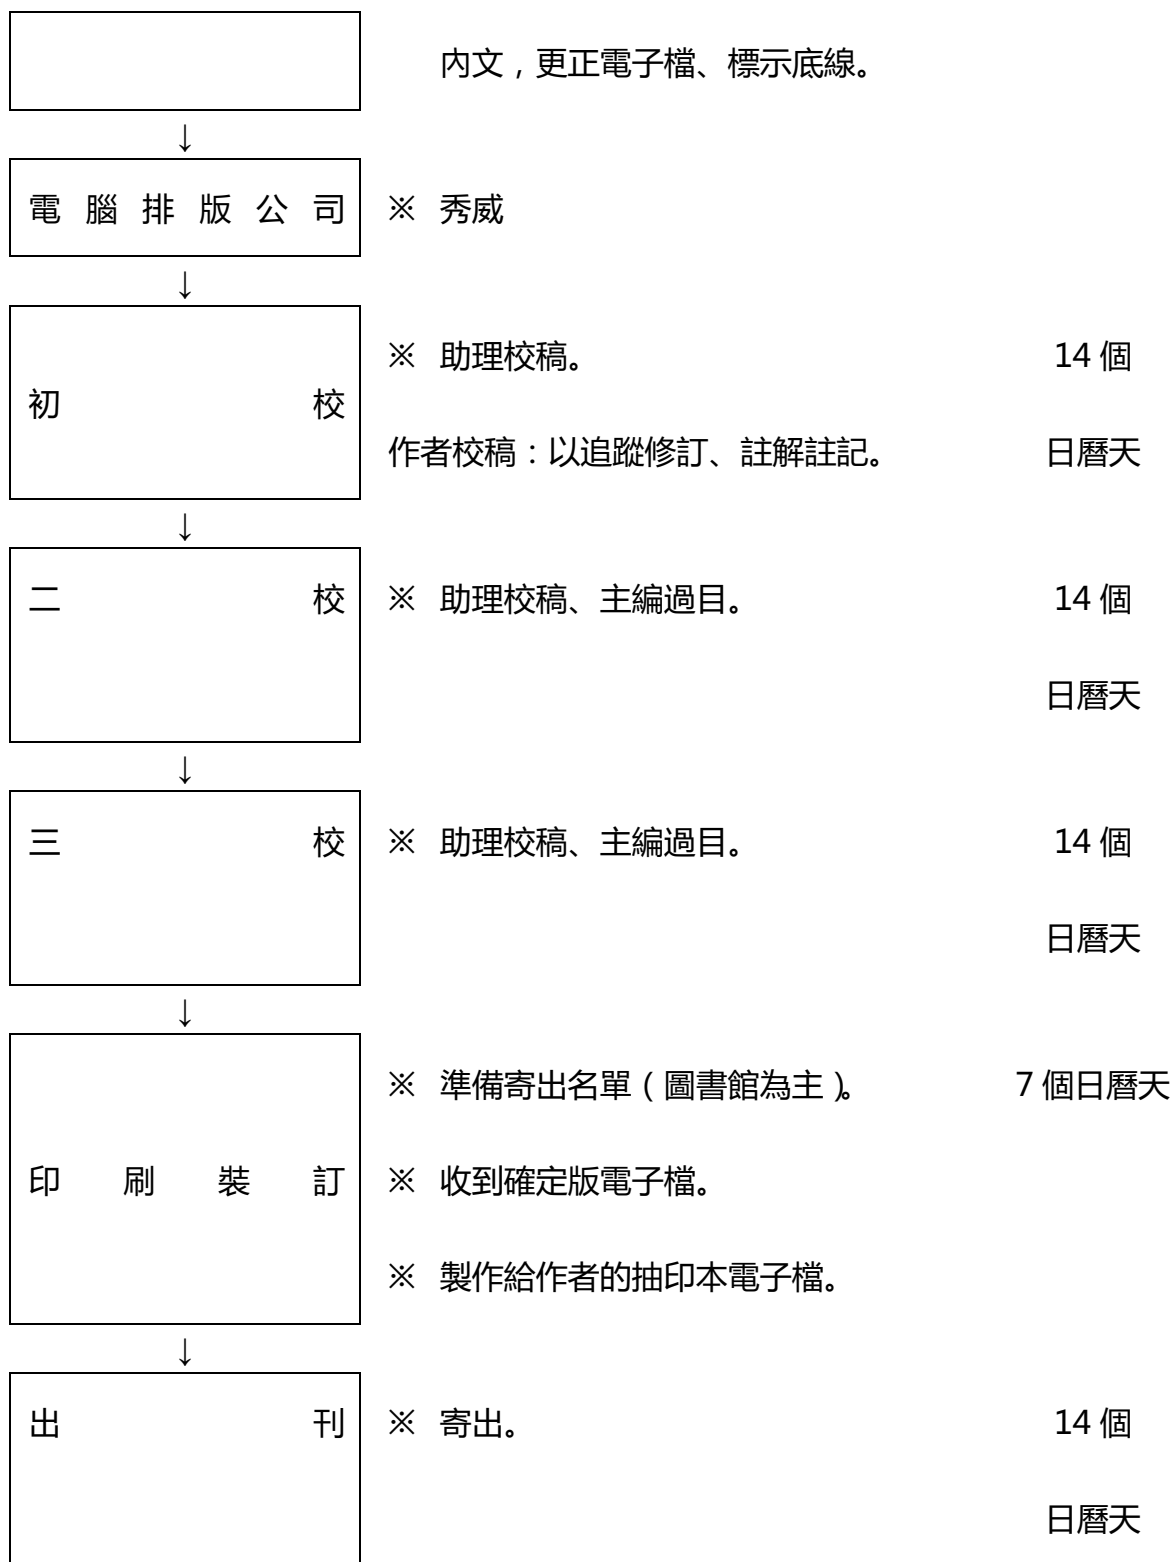 內文，更正電子檔、標示底線。
↓
電腦排版公司 ※ 秀威
↓
※ 助理校稿。 14 個
初校
作者校稿：以追蹤修訂、註解註記。 日曆天
↓
二校 ※ 助理校稿、主編過目。 14 個
日曆天
↓
三校 ※ 助理校稿、主編過目。 14 個
日曆天
↓
※ 準備寄出名單（圖書館為主）。 7 個日曆天
印刷裝訂 ※ 收到確定版電子檔。
※ 製作給作者的抽印本電子檔。
↓
出刊 ※ 寄出。 14 個
日曆天